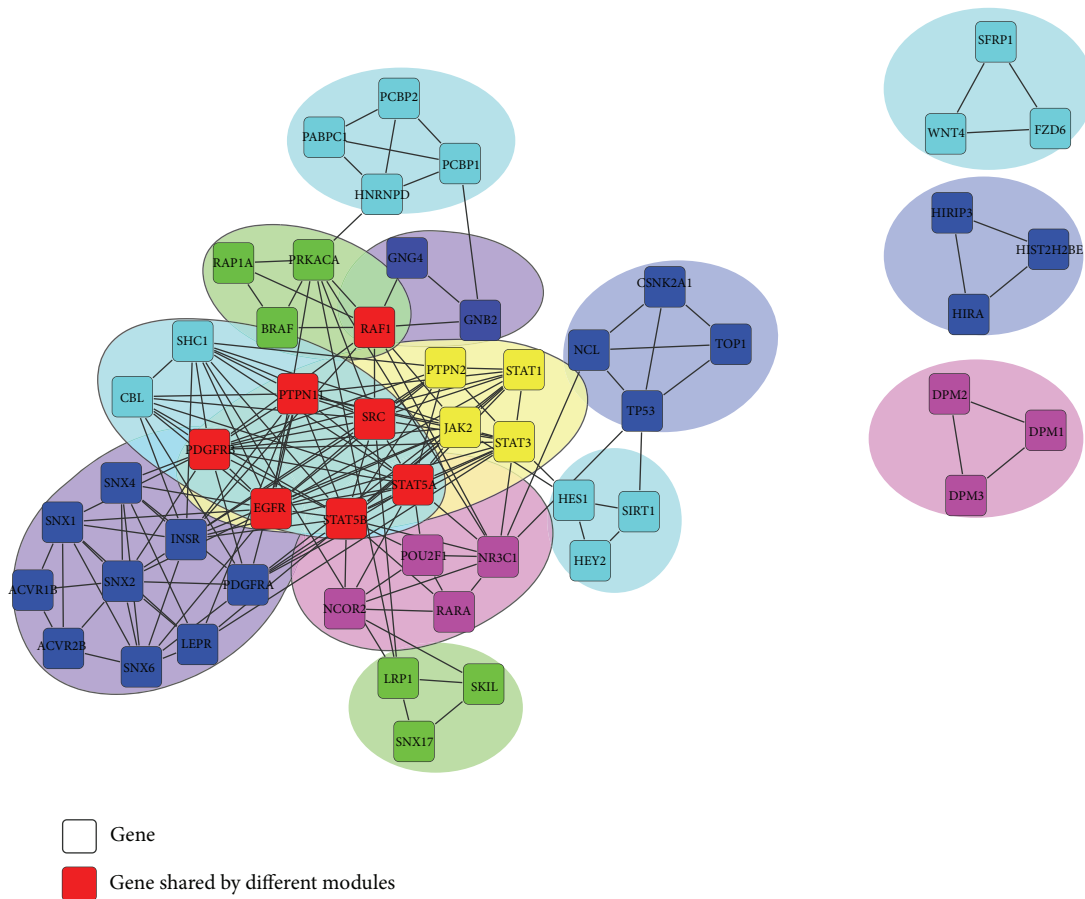 SFRP1
WNT4
FZD6
PCBP2
PABPC1
PCBP1
HNRNPD
HIRIP3
HIST2H2BE
HIRA
RAP1A
PRKACA
GNG4
BRAF
RAF1
GNB2
CSNK2A1
NCL
TOP1
TP53
SHC1
CBL
PTPN11
PTPN2
STAT1
SRC
JAK2
STAT3
PDGFRB
STAT5A
EGFR
STAT5B
DPM2
DPM1
DPM3
SNX4
SNX1
INSR
ACVR1B
SNX2
PDGFRA
ACVR2B
SNX6
LEPR
HES1
SIRT1
HEY2
POU2F1
NR3C1
NCOR2
RARA
LRP1
SKIL
SNX17
Gene
Gene shared by different modules